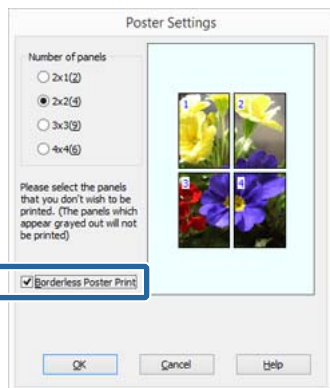 Poster Settings
Number of panels
2x1(2)
2x2(4)
3x3(9)
4x4(6)
1
2
3
4
Please select the panels
that you don't wish to be
printed. (The panels which
appear grayed out will not
be printed)
Borderless Poster Print
OK
Cancel
Help